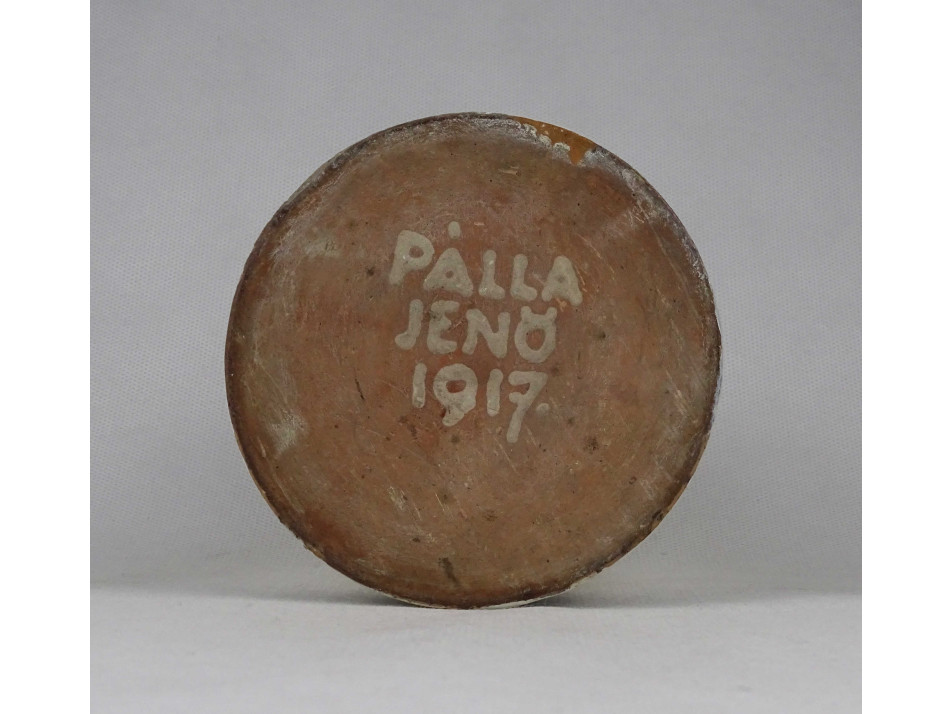 PÁLLA
JENŐ
1917.